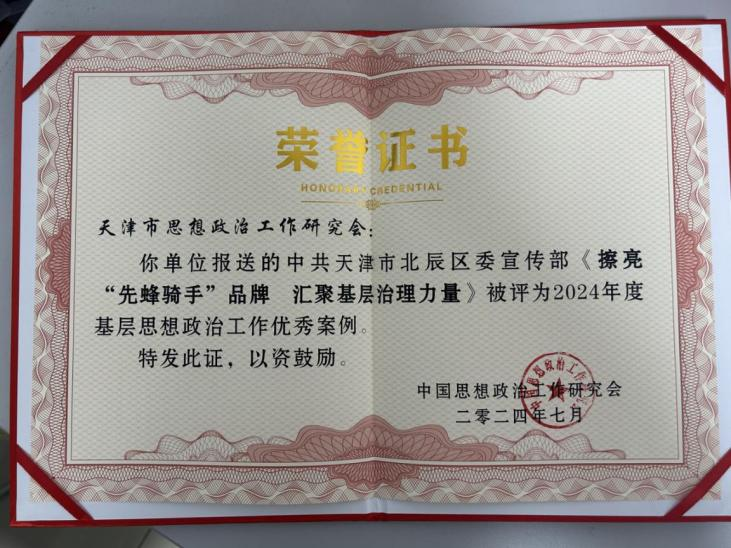 荣誉证书
HONORARY CREDENTIAL
天津市思想政治工作研究会：
你单位报送的中共天津市北辰区委宣传部《擦亮
“先蜂骑手”品牌 汇聚基层治理力量》被评为2024年度
基层思想政治工作优秀案例。
特发此证，以资鼓励。
中国思想政治工作研究会
二零二四年七月